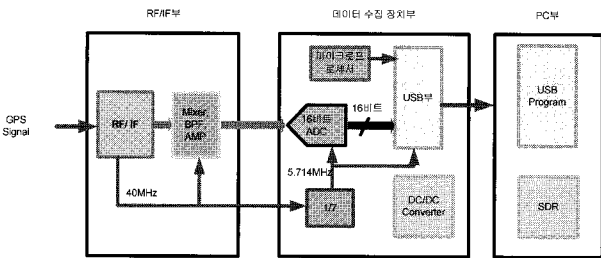 RF/IF부
데이터 수집 장치부
PC부
GPS
Signal
RF/ IF
Mixer
BPF
AMP
마이크로프
로세서
16비트
ADC
16비트
USB부
USB
Program
5.714MHz
40MHz
1/7
DC/DC
Converter
SDR